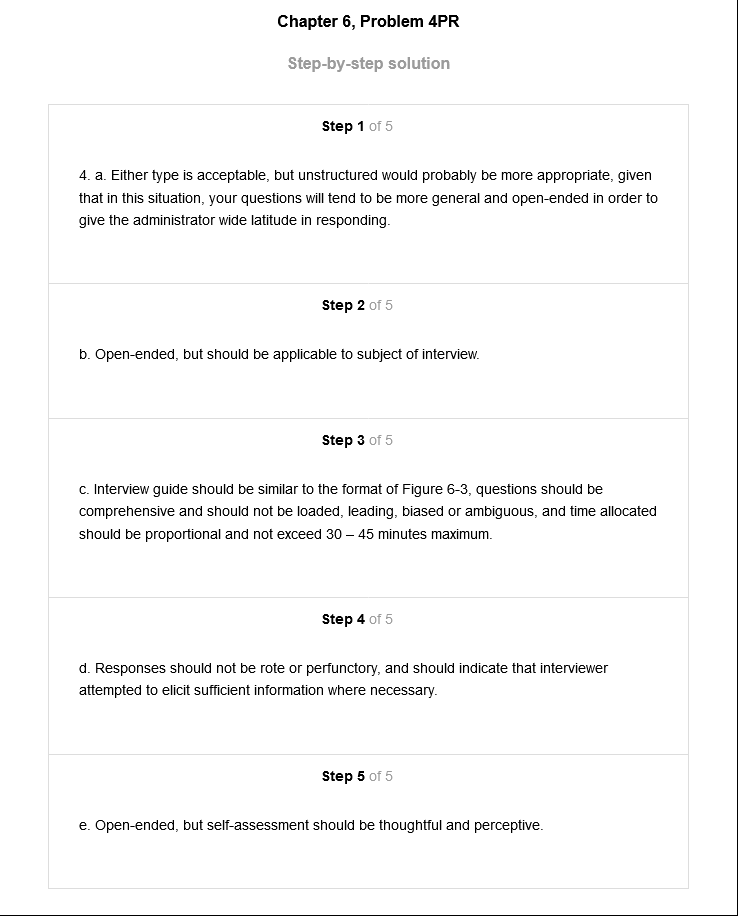 Chapter 6, Problem 4PR
Step-by-step solution
Step 1 of 5
4. a. Either type is acceptable, but unstructured would probably be more appropriate, given
that in this situation, your questions will tend to be more general and open-ended in order to
give the administrator wide latitude in responding.
Step 2 of 5
b. Open-ended, but should be applicable to subject of interview.
Step 3 of 5
c. Interview guide should be similar to the format of Figure 6-3, questions should be
comprehensive and should not be loaded, leading, biased or ambiguous, and time allocated
should be proportional and not exceed 30 – 45 minutes maximum.
Step 4 of 5
d. Responses should not be rote or perfunctory, and should indicate that interviewer
attempted to elicit sufficient information where necessary.
Step 5 of 5
e. Open-ended, but self-assessment should be thoughtful and perceptive.